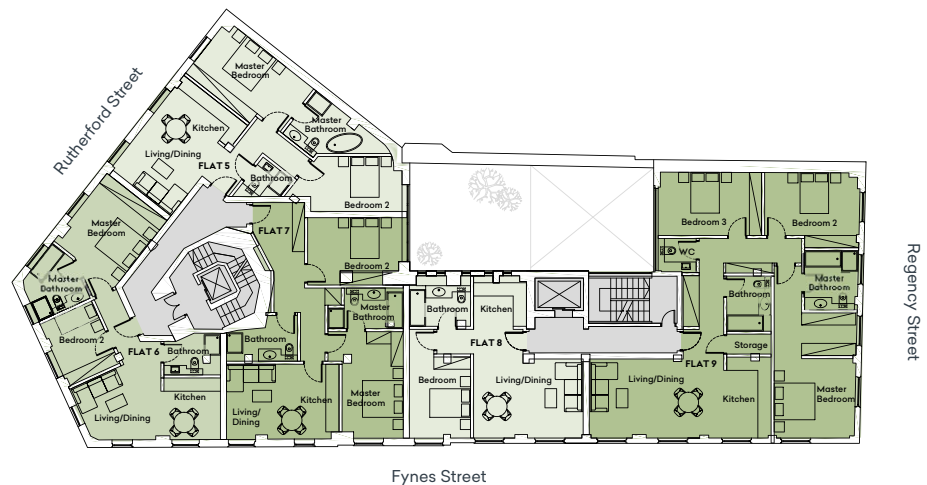 Rutherford Street
Master
Bedroom
Kitchen
Master
Bathroom
Living/Dining
FLAT 5
Bathroom
Bedroom 2
Master
Bedroom
FLAT 7
Bedroom 2
Master
Bathroom
Bedroom 2
FLAT 6
Bathroom
Kitchen
Living/Dining
Bathroom
Master
Bathroom
Living/
Dining
Kitchen
Master
Bedroom
Bathroom
Kitchen
FLAT 8
Bedroom
Living/Dining
Bedroom 3
Bedroom 2
WC
Bathroom
Master
Bathroom
Storage
FLAT 9
Living/Dining
Kitchen
Master
Bedroom
Regency Street
Fynes Street